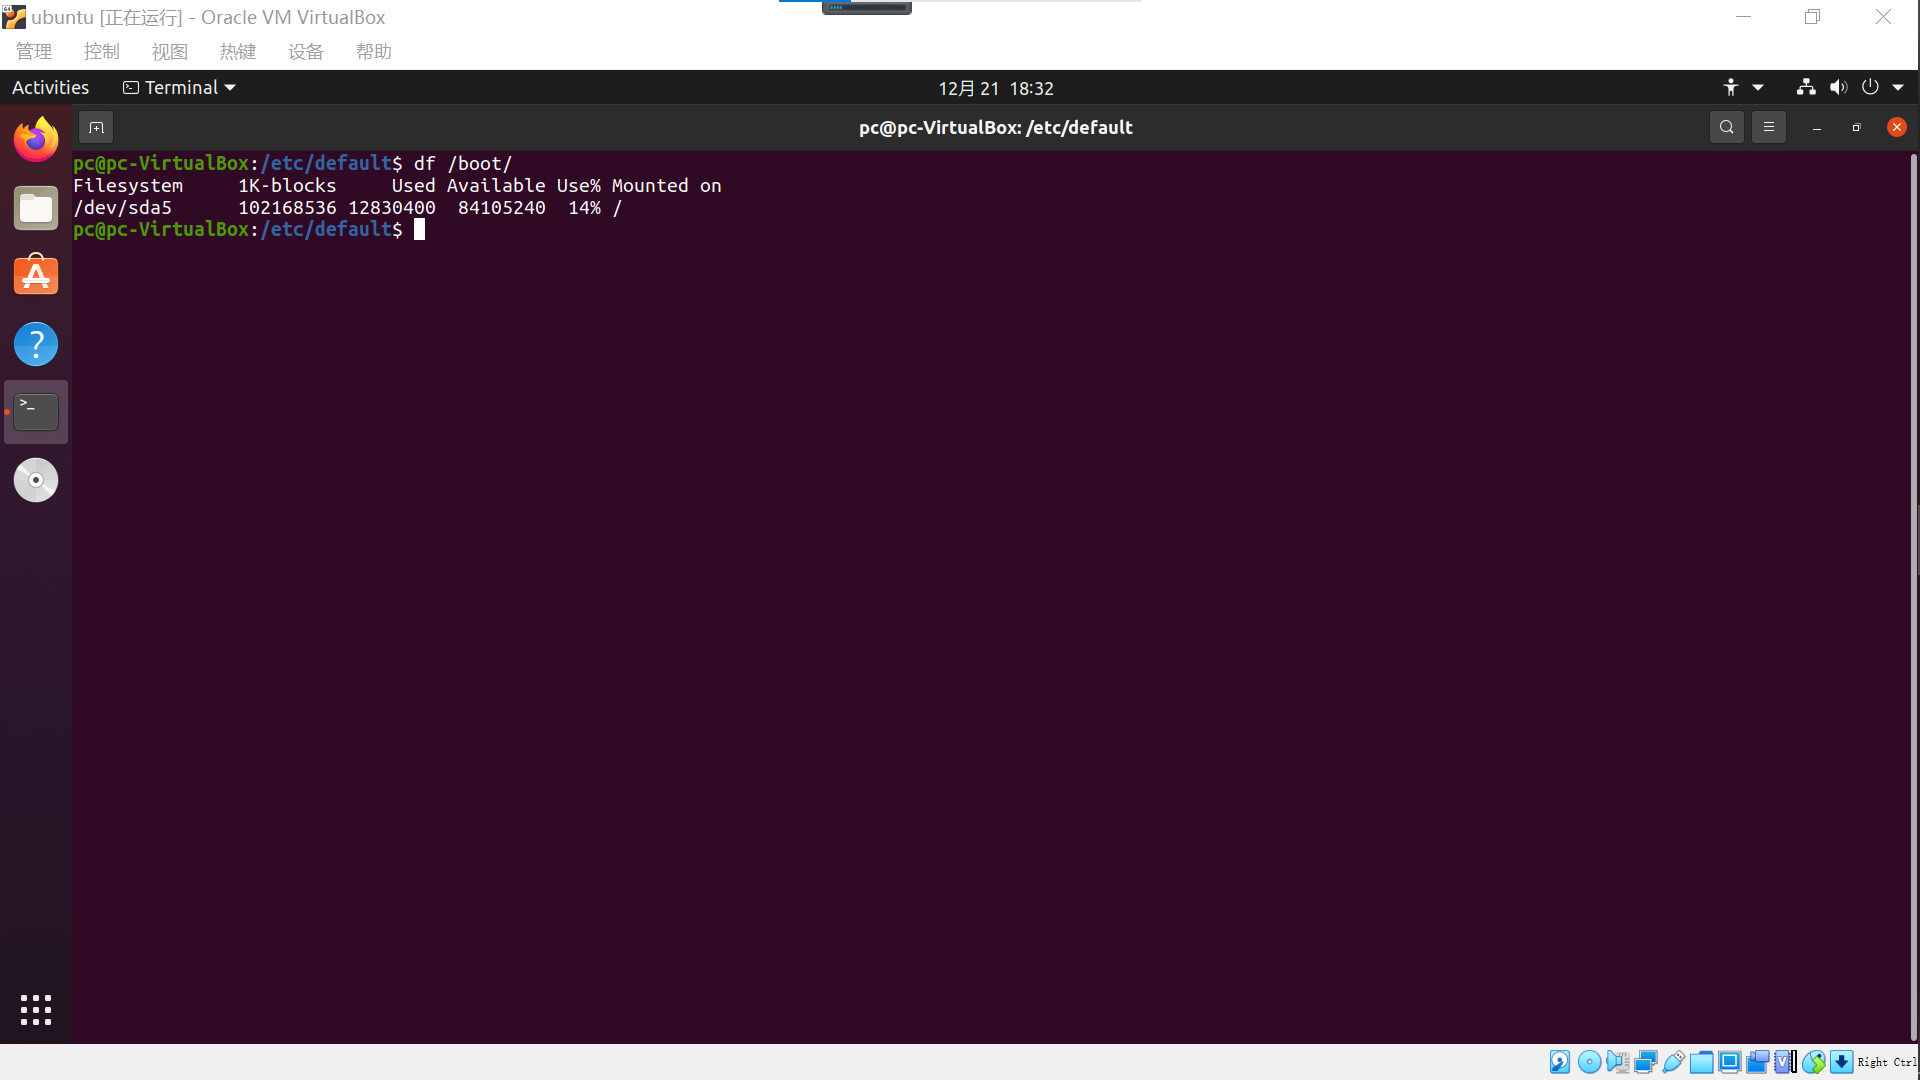 ubuntu [正在运行] - Oracle VM VirtualBox
管理 控制 视图 热键 设备 帮助
Activities Terminal 12月 21 18:32
pc@pc-VirtualBox: /etc/default
pc@pc-VirtualBox:/etc/default$ df /boot/
Filesystem     1K-blocks     Used Available Use% Mounted on
/dev/sda5      102168536 12830400  84105240  14% /
pc@pc-VirtualBox:/etc/default$
Right Ctrl